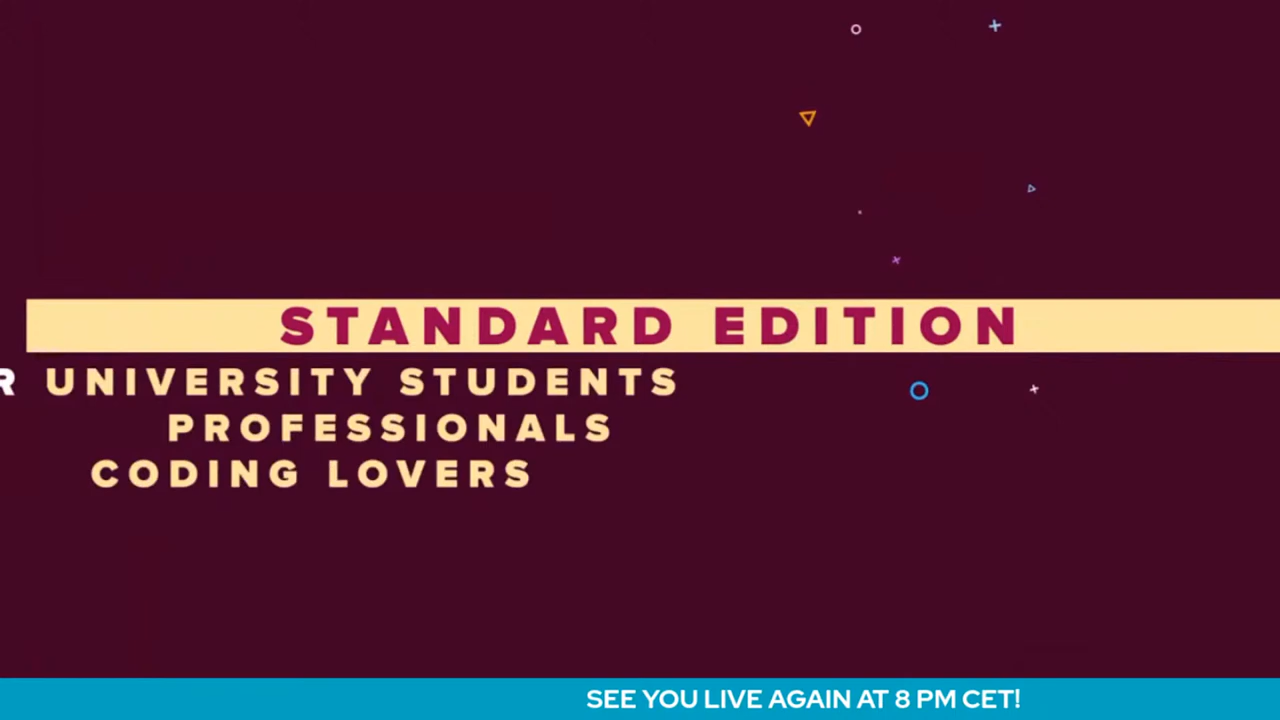 STANDARD EDITION
R UNIVERSITY STUDENTS
PROFESSIONALS
CODING LOVERS
SEE YOU LIVE AGAIN AT 8 PM CET!